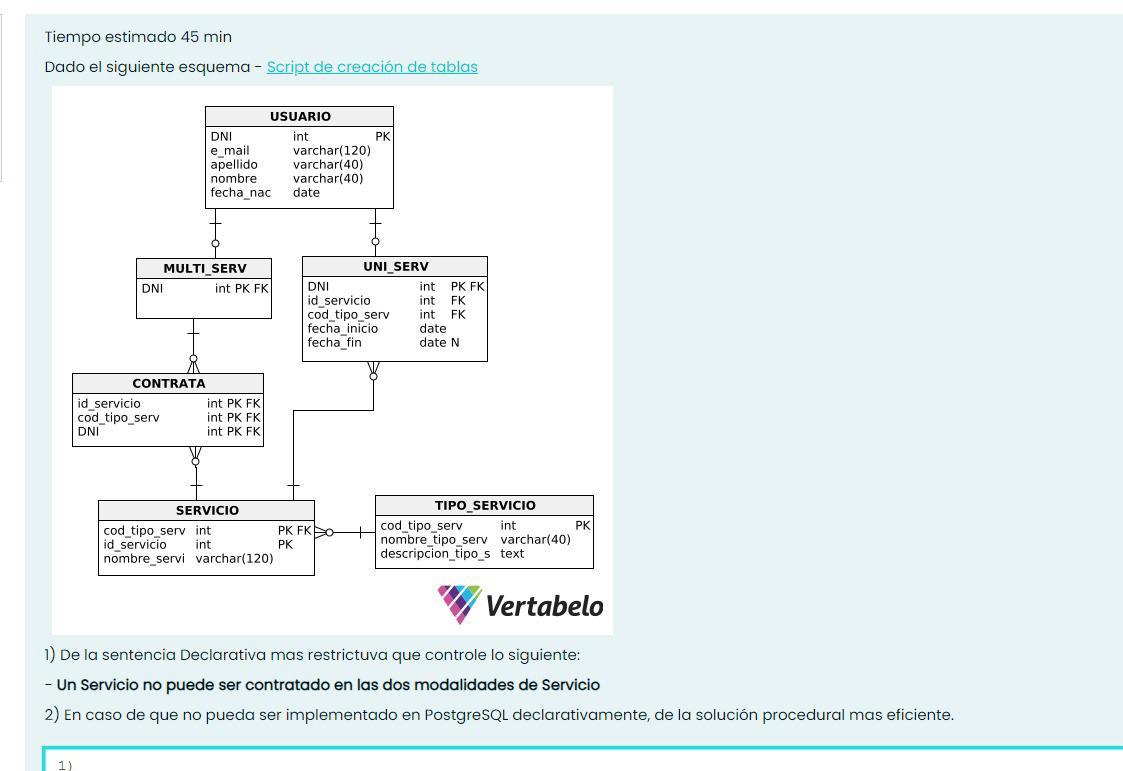 Tiempo estimado 45 min
Dado el siguiente esquema - Script de creación de tablas
USUARIO
DNI int PK
e_mail varchar(120)
apellido varchar(40)
nombre varchar(40)
fecha_nac date
MULTI_SERV
DNI int PK FK
UNI_SERV
DNI int PK FK
id_servicio int FK
cod_tipo_serv int FK
fecha_inicio date
fecha_fin date N
CONTRATA
id_servicio int PK FK
cod_tipo_serv int PK FK
DNI int PK FK
SERVICIO
cod_tipo_serv int PK FK
id_servicio int PK
nombre_servi varchar(120)
TIPO_SERVICIO
cod_tipo_serv int PK
nombre_tipo_serv varchar(40)
descripcion_tipo_s text
Vertabelo
1) De la sentencia Declarativa mas restrictuva que controle lo siguiente:
- Un Servicio no puede ser contratado en las dos modalidades de Servicio
2) En caso de que no pueda ser implementado en PostgreSQL declarativamente, de la solución procedural mas eficiente.
1)